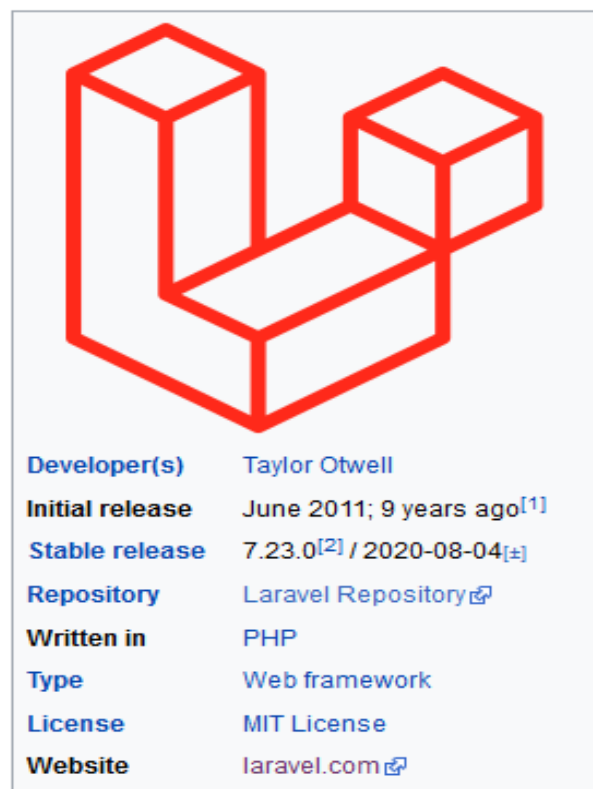 Developer(s) Taylor Otwell
Initial release June 2011; 9 years ago[1]
Stable release 7.23.0[2] / 2020-08-04[±]
Repository Laravel Repository
Written in PHP
Type Web framework
License MIT License
Website laravel.com